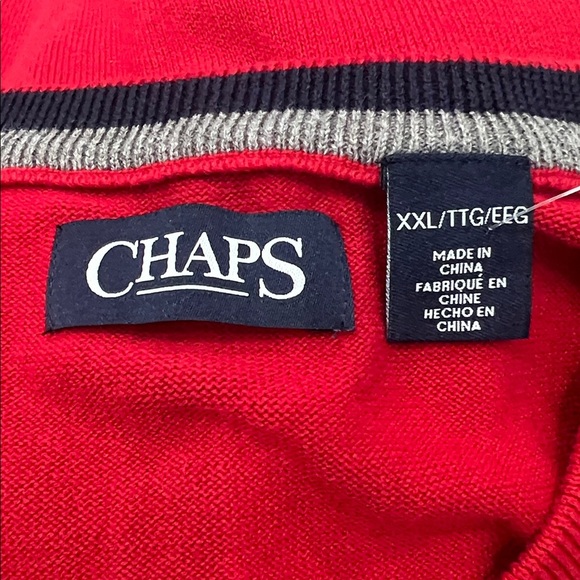 CHAPS
XXL/TTG/EEG
MADE IN
CHINA
FABRIQUÉ EN
CHINE
HECHO EN
CHINA